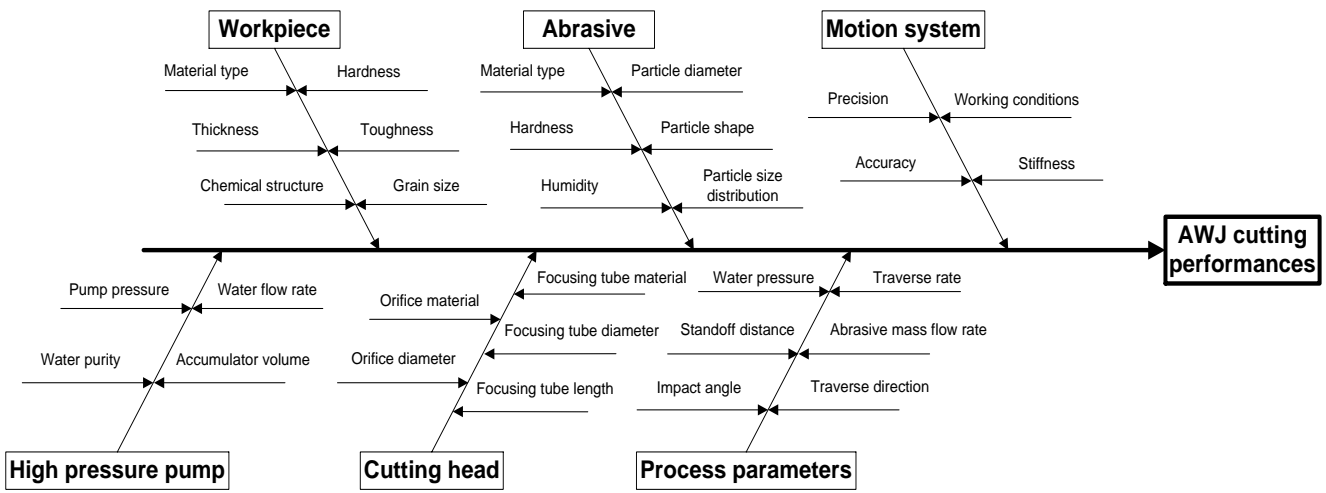 Workpiece
Abrasive
Motion system
Material type
Hardness
Thickness
Toughness
Chemical structure
Grain size
Material type
Particle diameter
Hardness
Particle shape
Humidity
Particle size
distribution
Precision
Working conditions
Accuracy
Stiffness
AWJ cutting
performances
Pump pressure
Water flow rate
Water purity
Accumulator volume
Focusing tube material
Orifice material
Focusing tube diameter
Orifice diameter
Focusing tube length
Water pressure
Traverse rate
Standoff distance
Abrasive mass flow rate
Impact angle
Traverse direction
High pressure pump
Cutting head
Process parameters